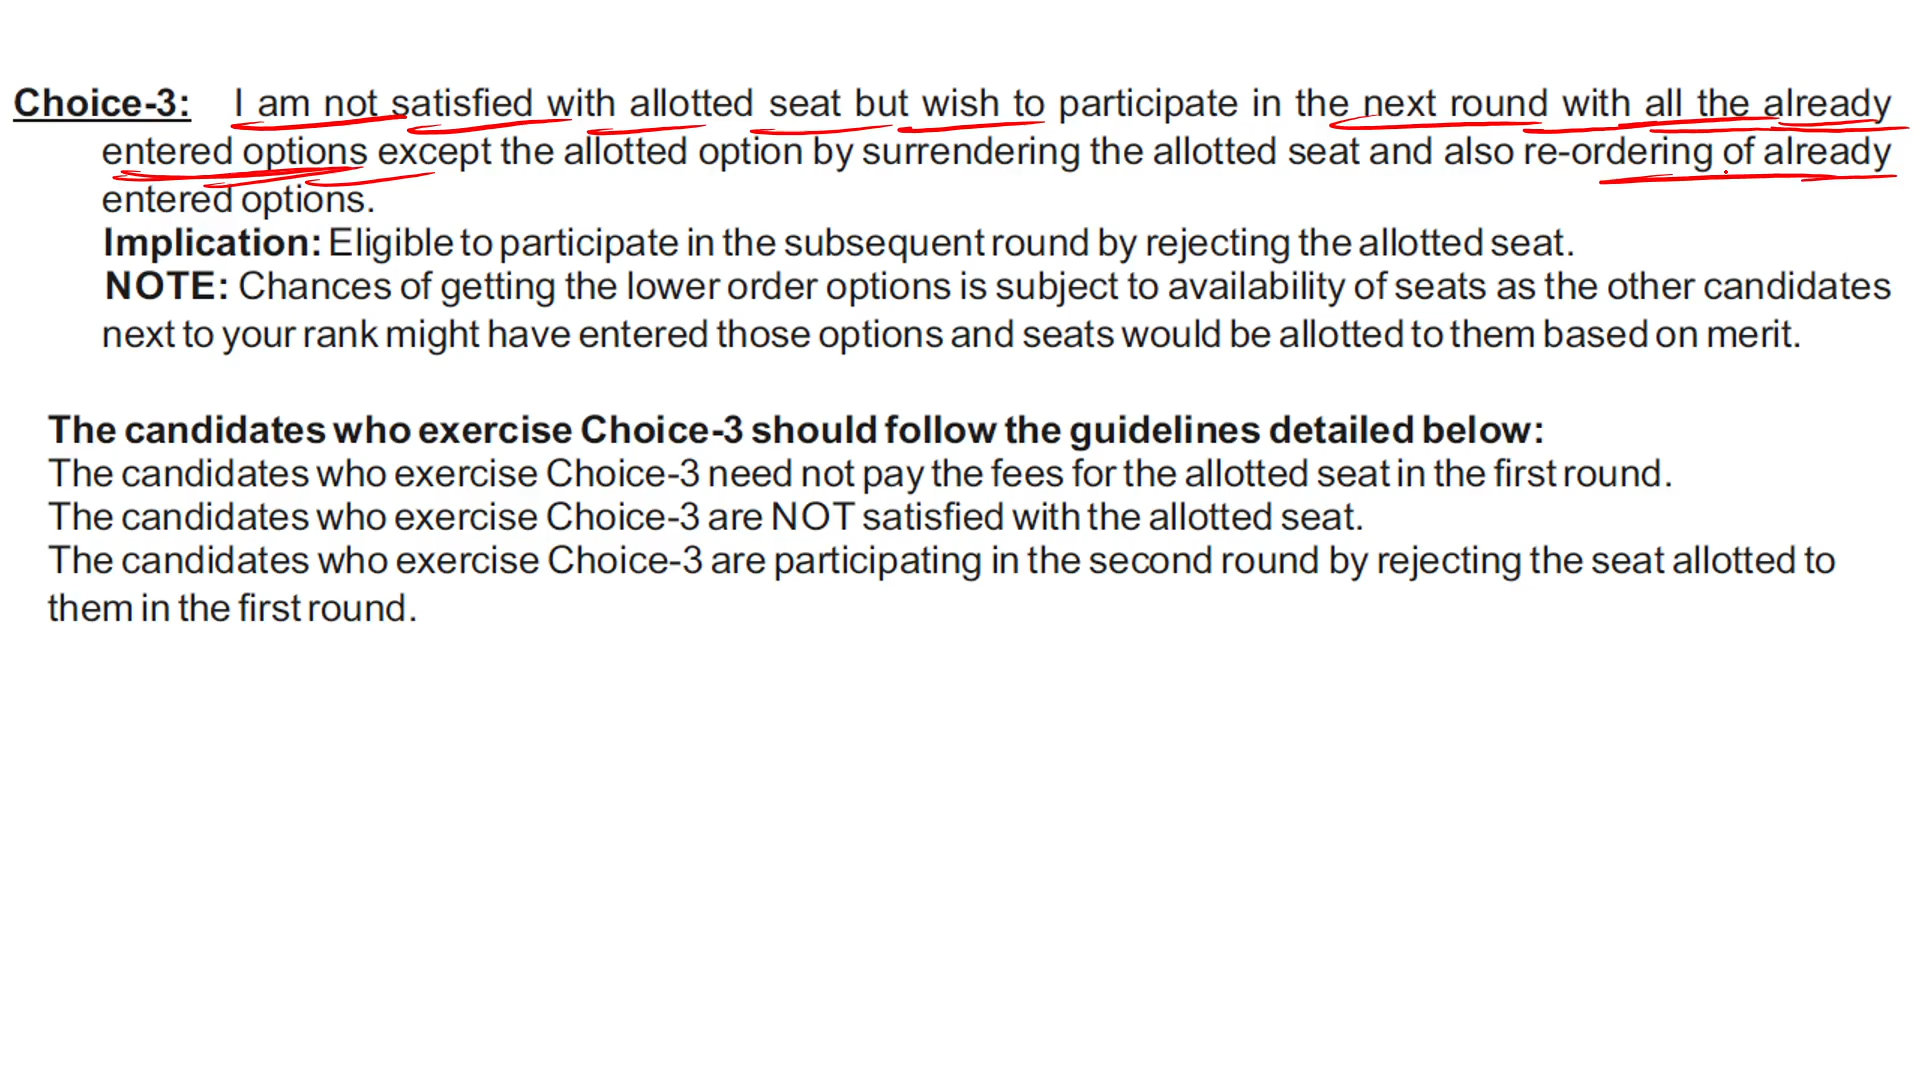 Choice-3: I am not satisfied with allotted seat but wish to participate in the next round with all the already
entered options except the allotted option by surrendering the allotted seat and also re-ordering of already
entered options.
Implication: Eligible to participate in the subsequent round by rejecting the allotted seat.
NOTE: Chances of getting the lower order options is subject to availability of seats as the other candidates
next to your rank might have entered those options and seats would be allotted to them based on merit.
The candidates who exercise Choice-3 should follow the guidelines detailed below:
The candidates who exercise Choice-3 need not pay the fees for the allotted seat in the first round.
The candidates who exercise Choice-3 are NOT satisfied with the allotted seat.
The candidates who exercise Choice-3 are participating in the second round by rejecting the seat allotted to
them in the first round.